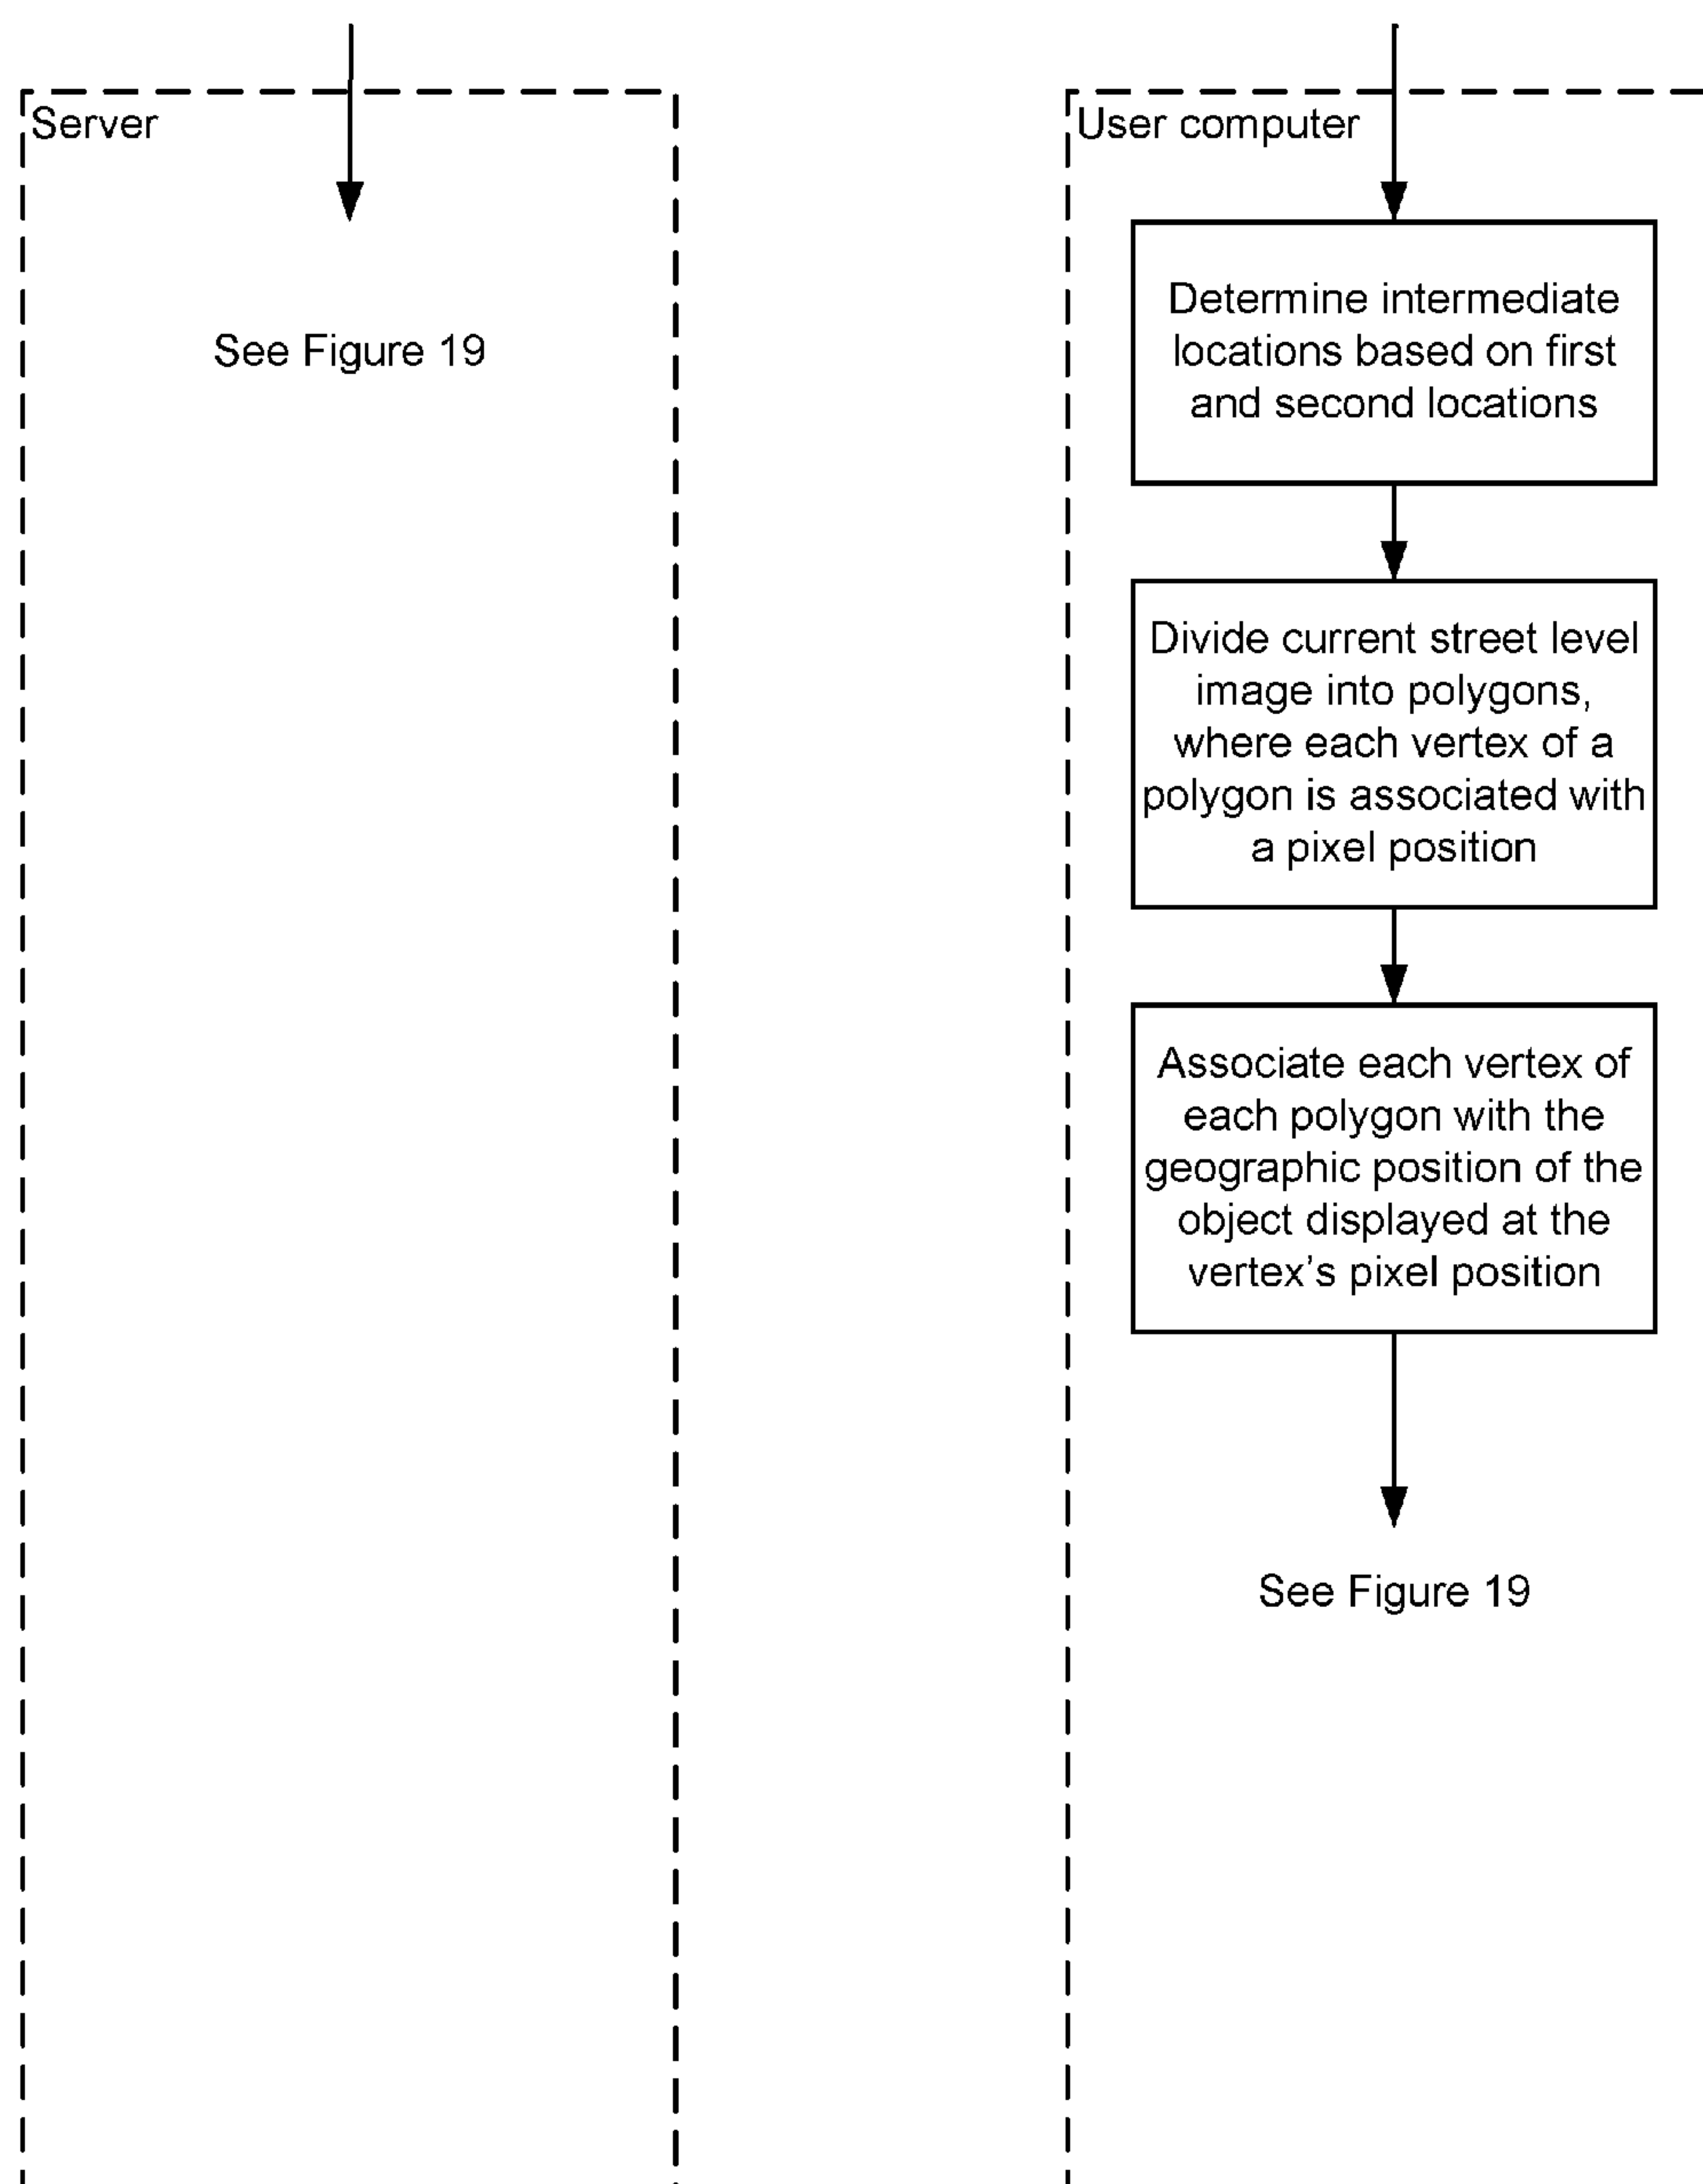 Server
See Figure 19
User computer
Determine intermediate
locations based on first
and second locations
Divide current street level
image into polygons,
where each vertex of a
polygon is associated with
a pixel position
Associate each vertex of
each polygon with the
geographic position of the
object displayed at the
vertex’s pixel position
See Figure 19